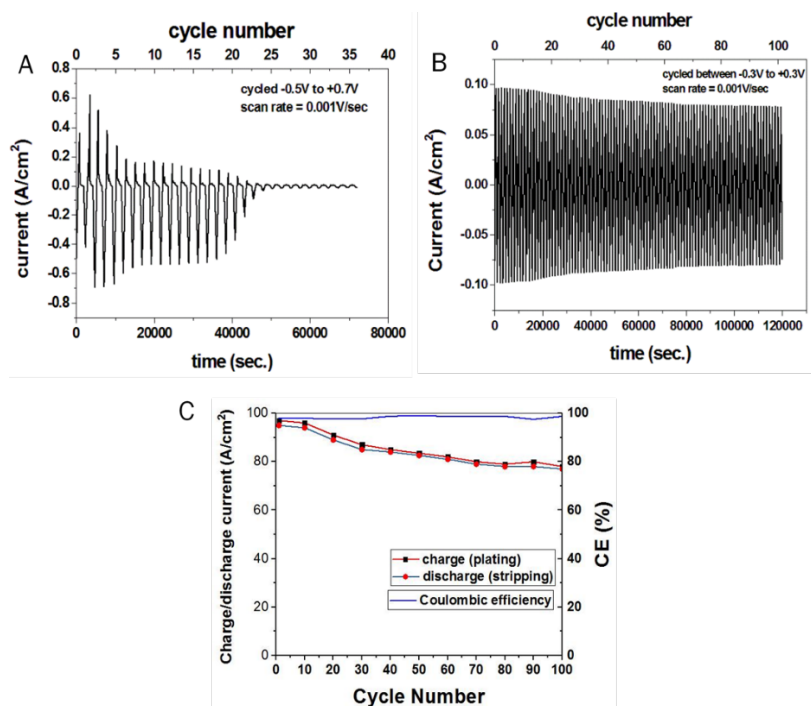 A
cycle number
0 5 10 15 20 25 30 35 40
cycled -0.5V to +0.7V
scan rate = 0.001V/sec
current (A/cm²)
0.8
0.6
0.4
0.2
0.0
-0.2
-0.4
-0.6
-0.8
0 20000 40000 60000 80000
time (sec.)
B
cycle number
0 20 40 60 80 100
cycled between -0.3V to +0.3V
scan rate = 0.001V/sec
Current (A/cm²)
0.10
0.05
0.00
-0.05
-0.10
0 20000 40000 60000 80000 100000 120000
time (sec.)
C
Charge/discharge current (A/cm²)
100
80
60
40
20
0
charge (plating)
discharge (stripping)
Coulombic efficiency
100
80
60
40
20
0
CE (%)
0 10 20 30 40 50 60 70 80 90 100
Cycle Number